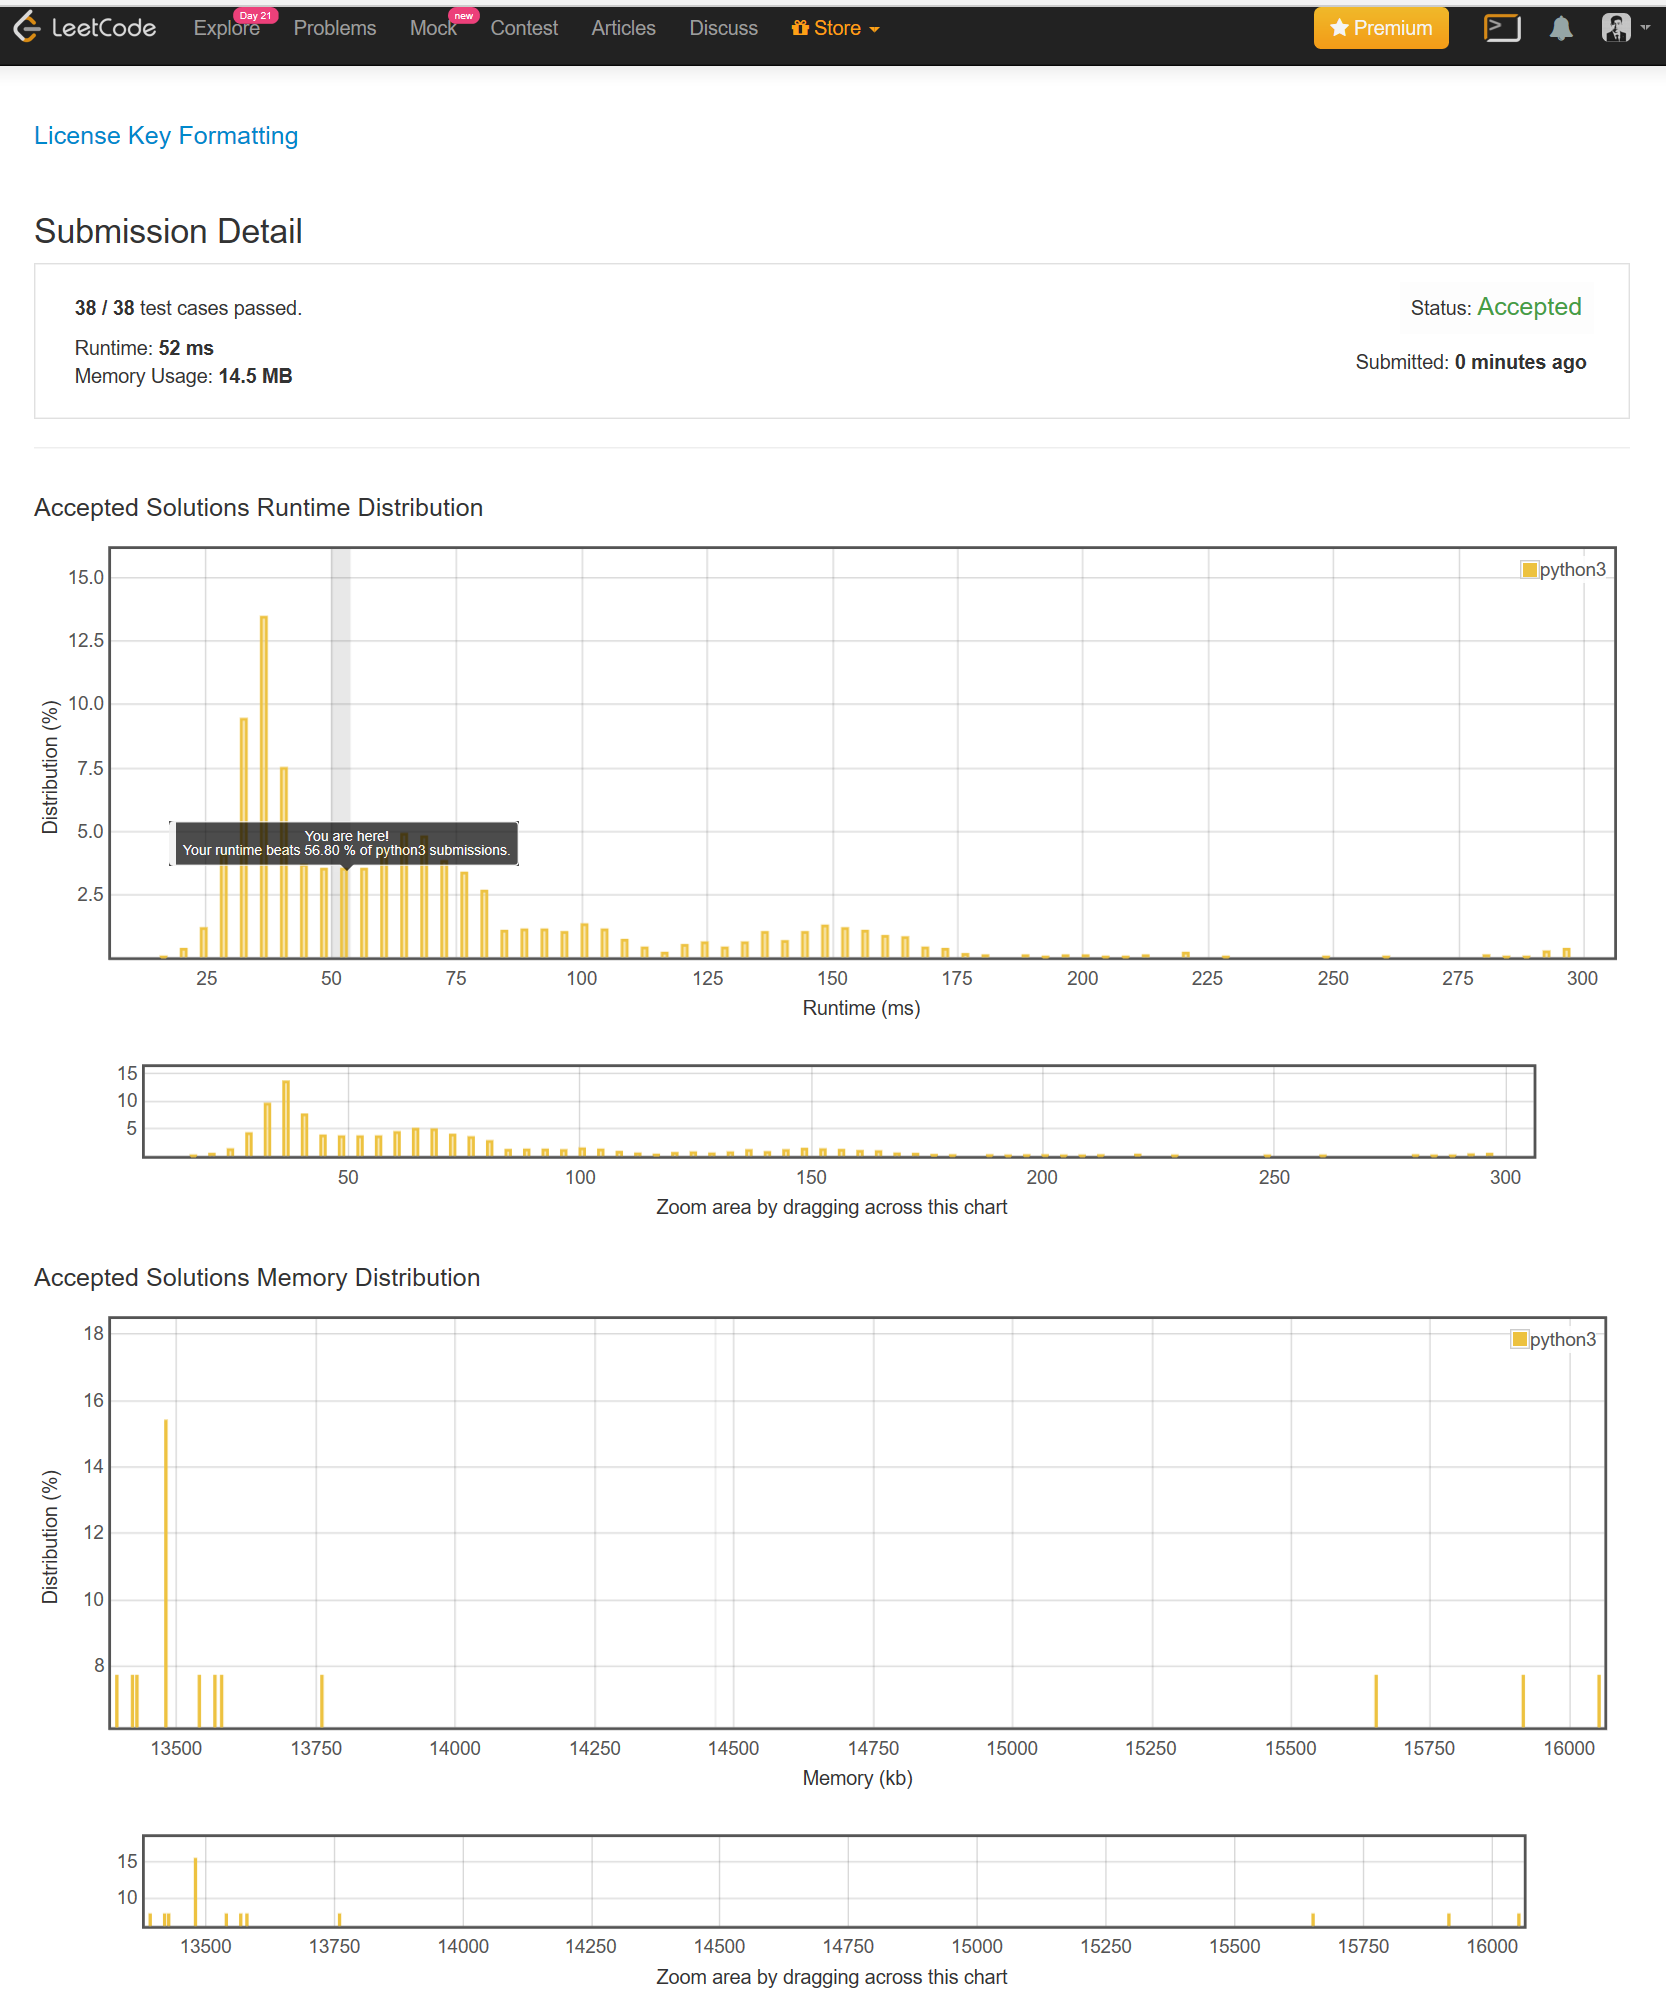 LeetCode Explore Day 21 Problems Mock new Contest Articles Discuss Store Premium
License Key Formatting
Submission Detail
38 / 38 test cases passed.
Status: Accepted
Runtime: 52 ms
Submitted: 0 minutes ago
Memory Usage: 14.5 MB
Accepted Solutions Runtime Distribution
python3
15.0
12.5
10.0
7.5
5.0
2.5
Distribution (%)
You are here!
Your runtime beats 56.80 % of python3 submissions.
25 50 75 100 125 150 175 200 225 250 275 300
Runtime (ms)
15
10
5
50 100 150 200 250 300
Zoom area by dragging across this chart
Accepted Solutions Memory Distribution
python3
18
16
14
12
10
8
Distribution (%)
13500 13750 14000 14250 14500 14750 15000 15250 15500 15750 16000
Memory (kb)
15
10
13500 13750 14000 14250 14500 14750 15000 15250 15500 15750 16000
Zoom area by dragging across this chart